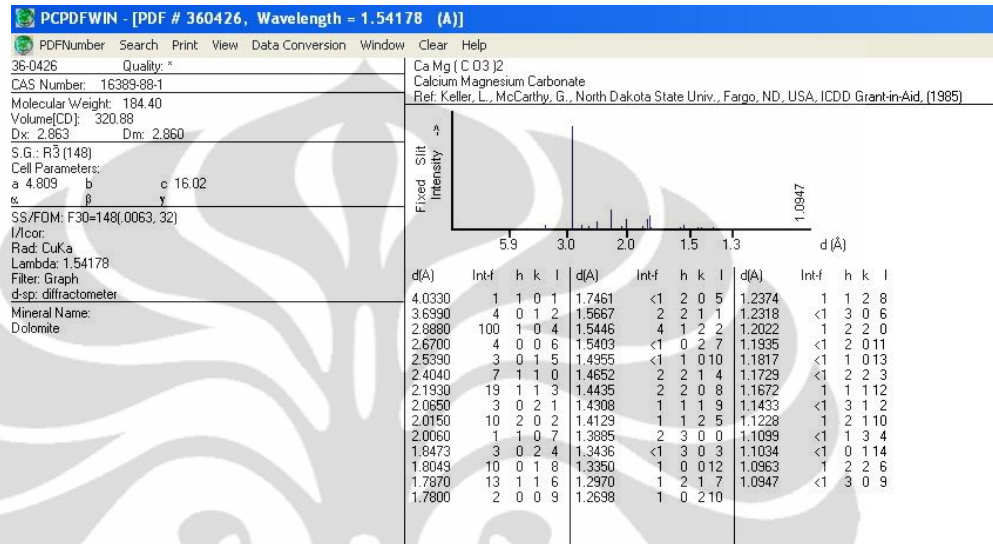 PCPDFWIN - [PDF # 360426, Wavelength = 1.54178 (A)]
PDFNumber Search Print View Data Conversion Window Clear Help
36-0426 Quality: *
CAS Number: 16389-88-1
Molecular Weight: 184.40
Volume[CD]: 320.88
Dx: 2.863 Dm: 2.860
S.G.: R3̅ (148)
Cell Parameters:
a 4.809 b c 16.02
α β γ
SS/FOM: F30=148(.0063, 32)
I/Icor:
Rad: CuKa
Lambda: 1.54178
Filter: Graph
d-sp: diffractometer
Mineral Name:
Dolomite
Ca Mg ( C O3 )2
Calcium Magnesium Carbonate
Ref: Keller, L., McCarthy, G., North Dakota State Univ., Fargo, ND, USA, ICDD Grant-in-Aid, (1985)
Fixed Slit
Intensity ->
1.0947
5.9 3.0 2.0 1.5 1.3 d (Å)
d(A) Int-f h k l d(A) Int-f h k l d(A) Int-f h k l
4.0330 1 1 0 1 1.7461 <1 2 0 5 1.2374 1 1 2 8
3.6990 4 0 1 2 1.5667 2 2 1 1 1.2318 <1 3 0 6
2.8880 100 1 0 4 1.5446 4 1 2 2 1.2022 1 2 2 0
2.6700 4 0 0 6 1.5403 <1 0 2 7 1.1935 <1 2 0 11
2.5390 3 0 1 5 1.4955 <1 1 0 10 1.1817 <1 1 0 13
2.4040 7 1 1 0 1.4652 2 2 1 4 1.1729 <1 2 2 3
2.1930 19 1 1 3 1.4435 2 2 0 8 1.1672 1 1 1 12
2.0650 3 0 2 1 1.4308 1 1 1 9 1.1433 <1 3 1 2
2.0150 10 2 0 2 1.4129 1 1 2 5 1.1228 1 2 1 10
2.0060 1 1 0 7 1.3885 2 3 0 0 1.1099 <1 1 3 4
1.8473 3 0 2 4 1.3436 <1 3 0 3 1.1034 <1 0 1 14
1.8049 10 0 1 8 1.3350 1 0 0 12 1.0963 1 2 2 6
1.7870 13 1 1 6 1.2970 1 2 1 7 1.0947 <1 3 0 9
1.7800 2 0 0 9 1.2698 1 0 2 10